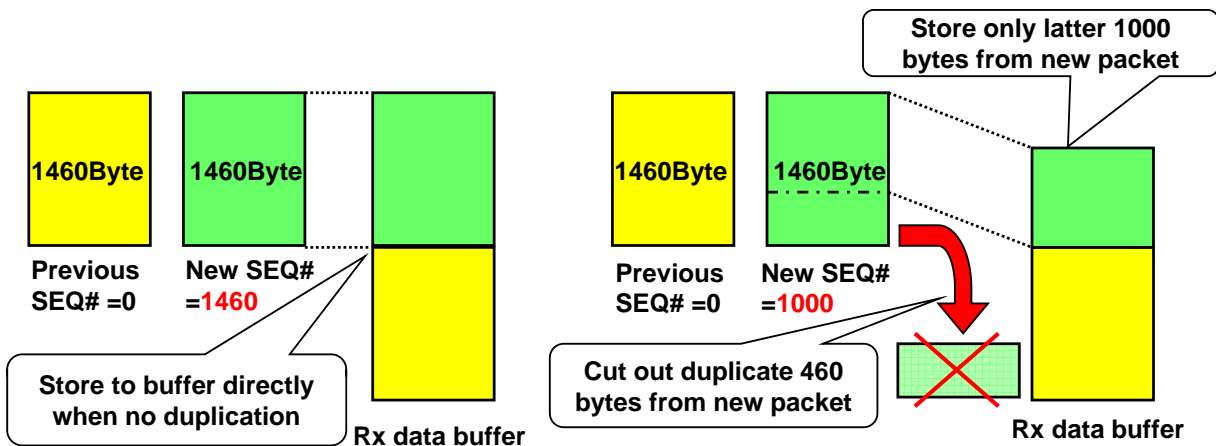 1460Byte
1460Byte
Previous
SEQ# =0
New SEQ#
=1460
Store to buffer directly
when no duplication
Rx data buffer
Store only latter 1000
bytes from new packet
1460Byte
1460Byte
Previous
SEQ# =0
New SEQ#
=1000
Cut out duplicate 460
bytes from new packet
Rx data buffer